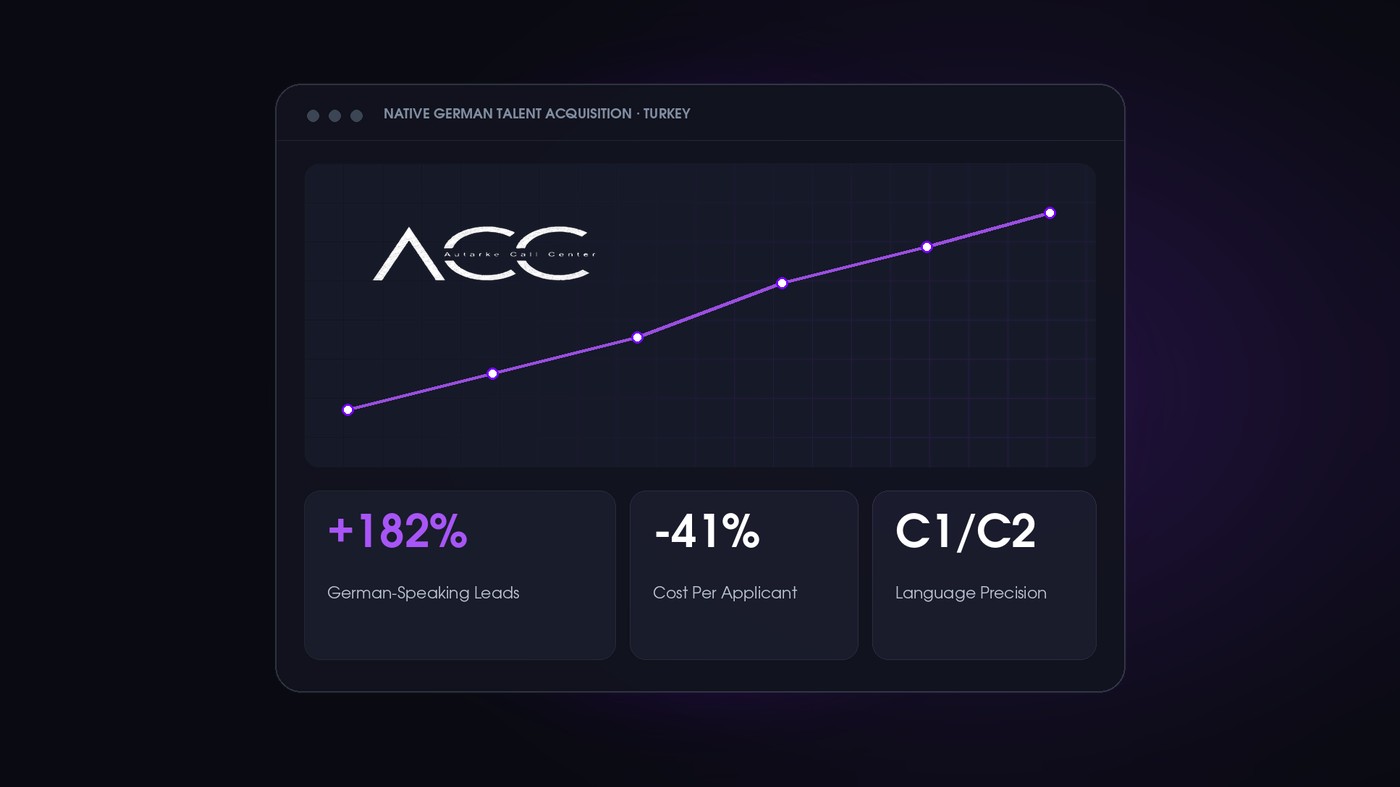 NATIVE GERMAN TALENT ACQUISITION · TURKEY
ACC
Autarke Call Center
+182%
German-Speaking Leads
-41%
Cost Per Applicant
C1/C2
Language Precision